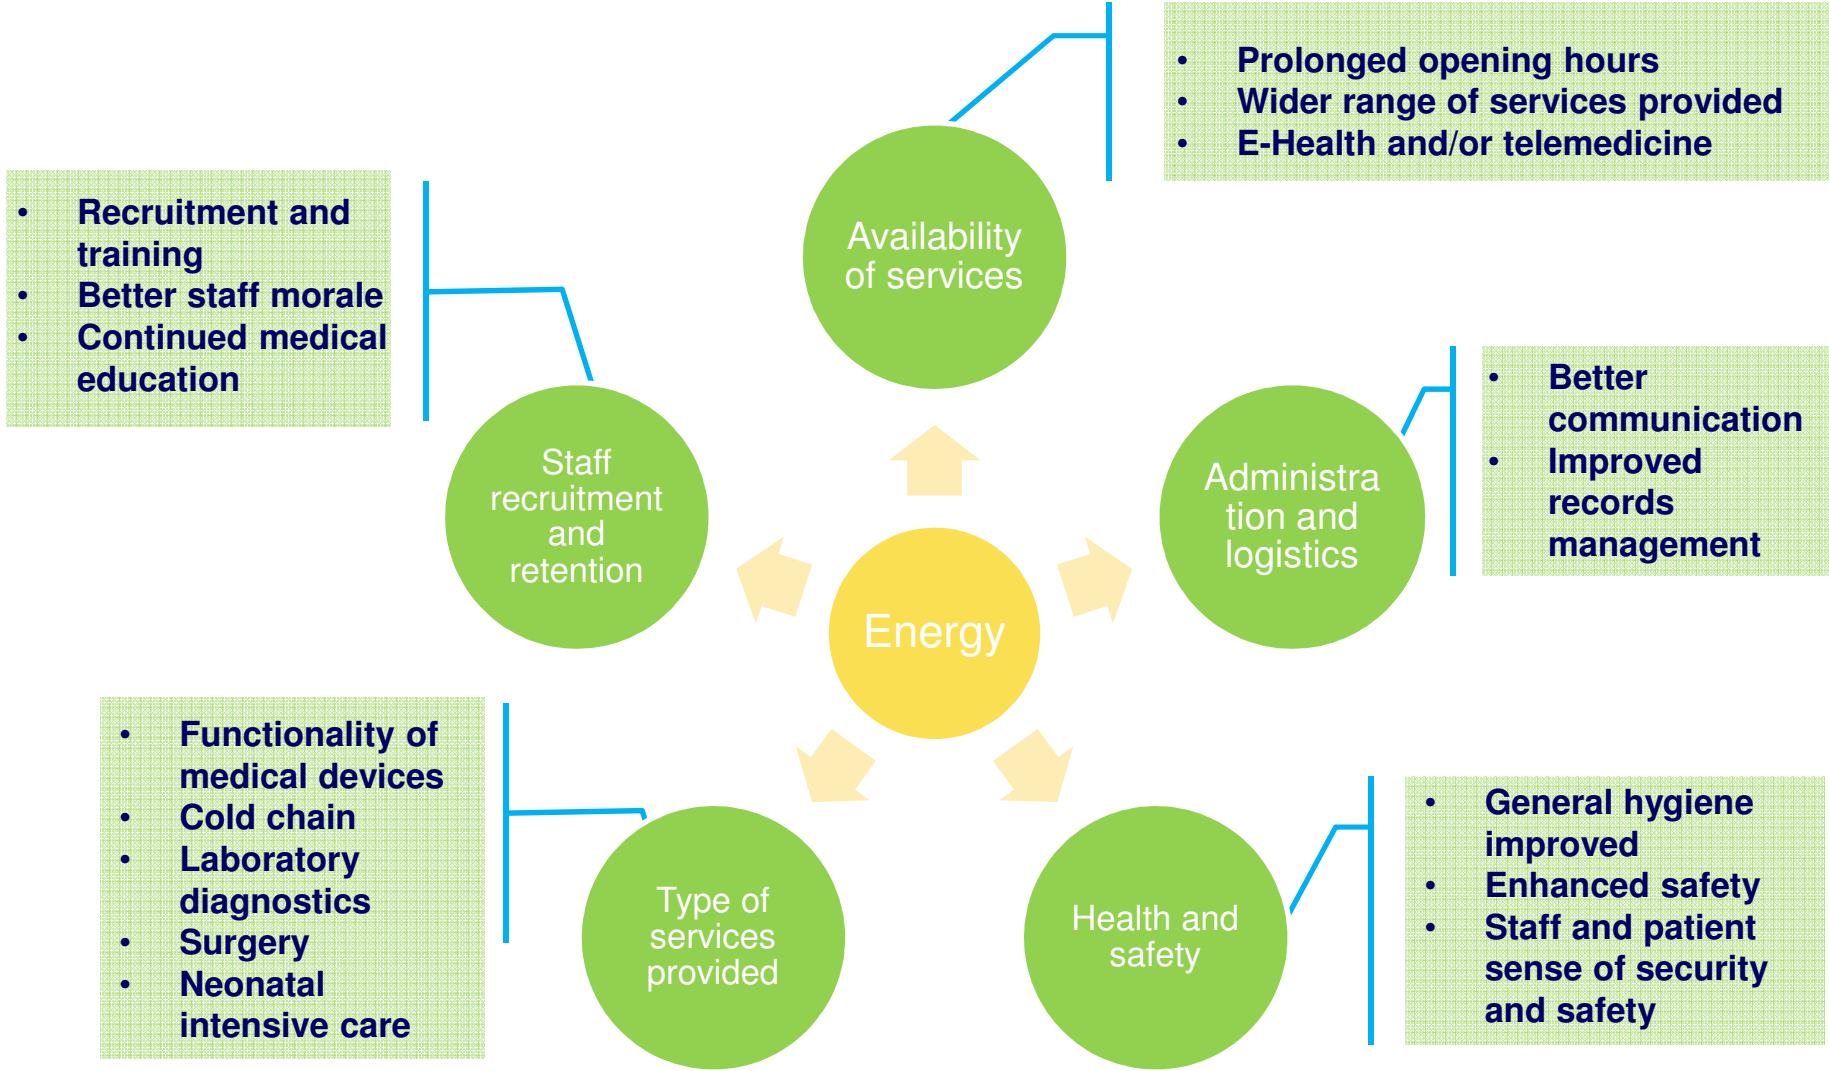 • Prolonged opening hours
• Wider range of services provided
• E-Health and/or telemedicine
Availability
of services
• Recruitment and
training
• Better staff morale
• Continued medical
education
Staff
recruitment
and
retention
• Better
communication
• Improved
records
management
Administra
tion and
logistics
Energy
• Functionality of
medical devices
• Cold chain
• Laboratory
diagnostics
• Surgery
• Neonatal
intensive care
Type of
services
provided
Health and
safety
• General hygiene
improved
• Enhanced safety
• Staff and patient
sense of security
and safety